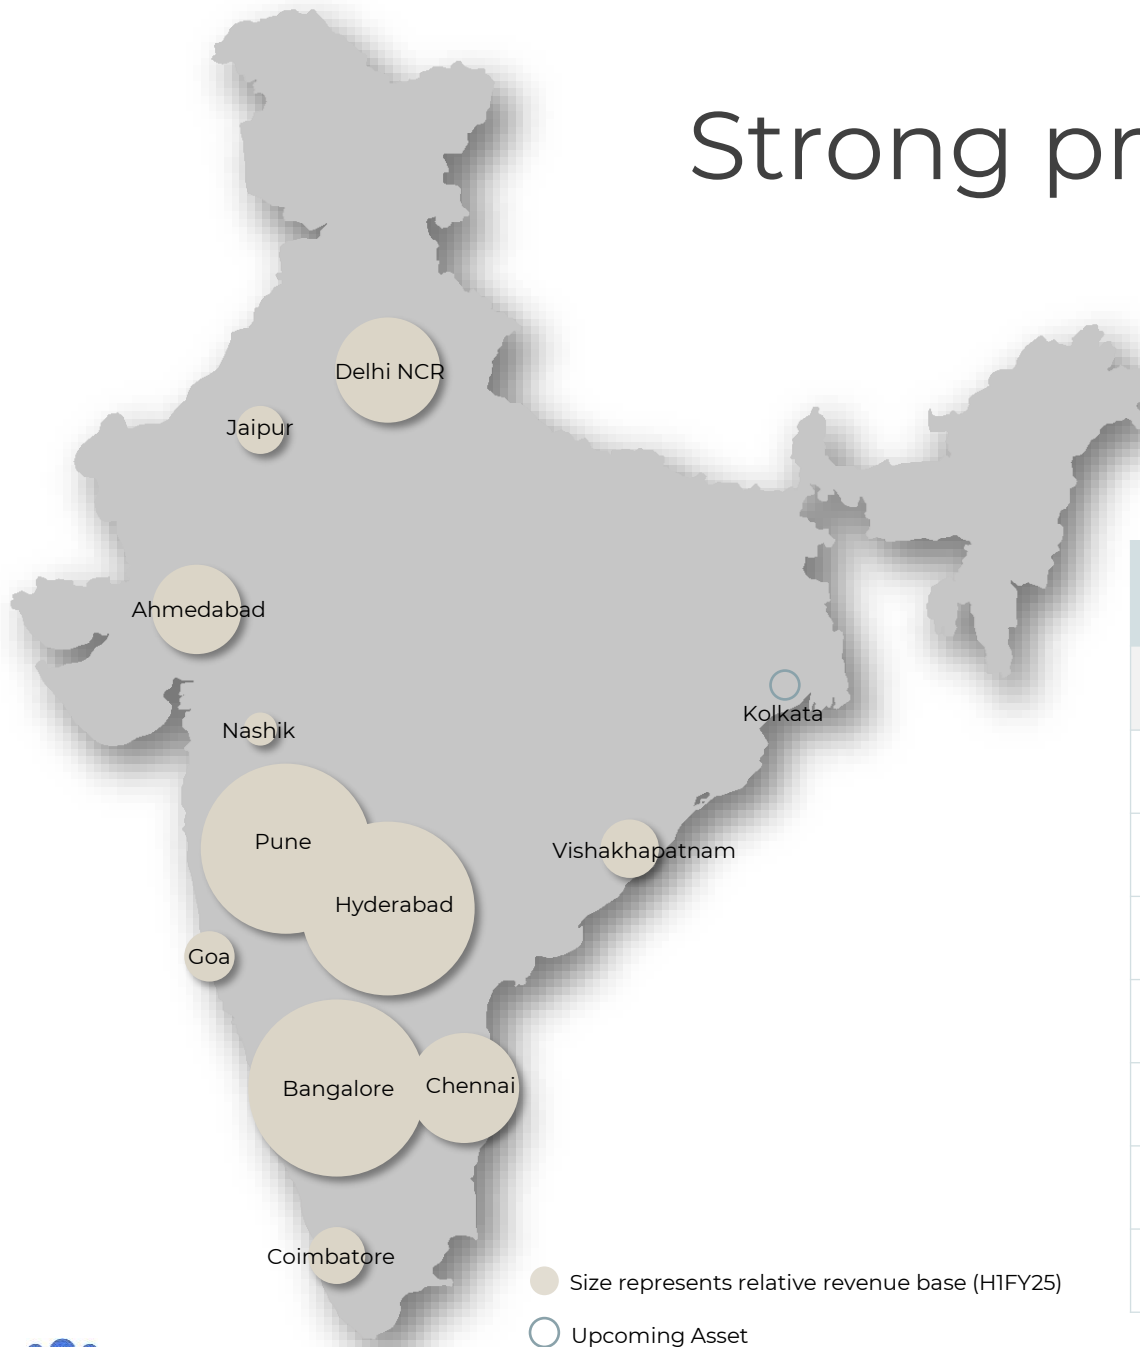 Strong pr
Delhi NCR
Jaipur
Ahmedabad
Kolkata
Nashik
Pune
Vishakhapatnam
Hyderabad
Goa
Bangalore
Chennai
Coimbatore
Size represents relative revenue base (H1FY25)
Upcoming Asset